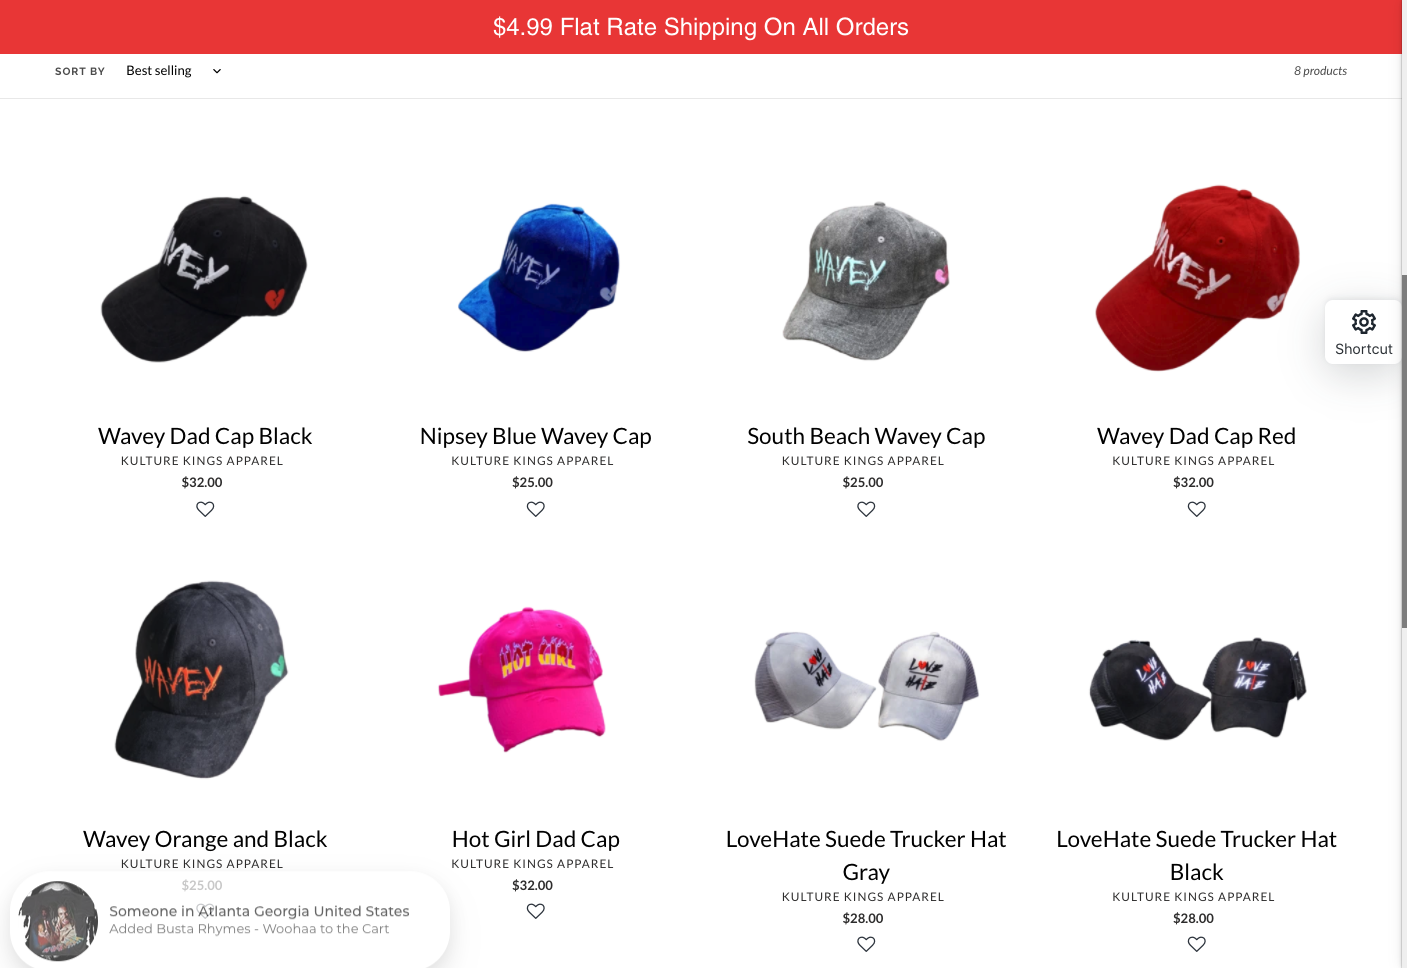 $4.99 Flat Rate Shipping On All Orders
SORT BY Best selling
8 products
WAVEY
WAVEY
WAVEY
WAVEY
Shortcut
Wavey Dad Cap Black
KULTURE KINGS APPAREL
$32.00
Nipsey Blue Wavey Cap
KULTURE KINGS APPAREL
$25.00
South Beach Wavey Cap
KULTURE KINGS APPAREL
$25.00
Wavey Dad Cap Red
KULTURE KINGS APPAREL
$32.00
WAVEY
HOT GIRL
LOVE
HATE
LOVE
HATE
LOVE
HATE
LOVE
HATE
Wavey Orange and Black
KULTURE KINGS APPAREL
$25.00
Hot Girl Dad Cap
KULTURE KINGS APPAREL
$32.00
LoveHate Suede Trucker Hat
Gray
KULTURE KINGS APPAREL
$28.00
LoveHate Suede Trucker Hat
Black
KULTURE KINGS APPAREL
$28.00
Someone in Atlanta Georgia United States
Added Busta Rhymes - Woohaa to the Cart